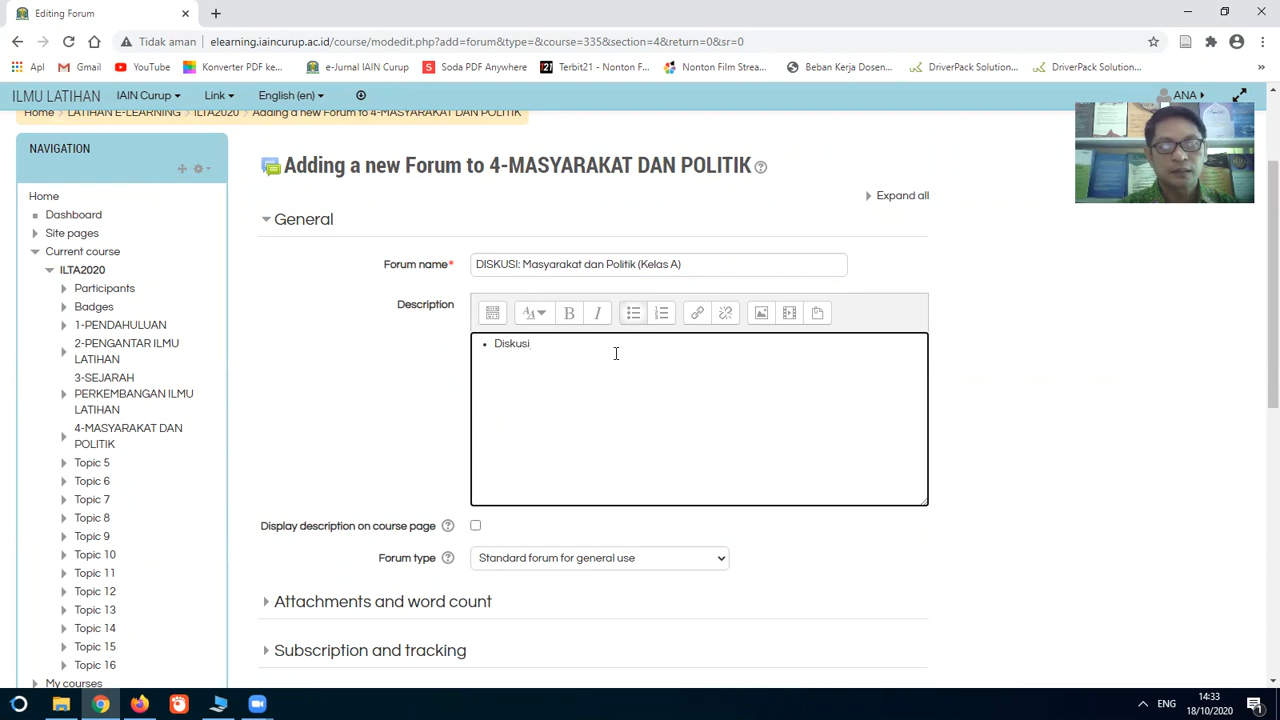 Editing Forum
Tidak aman
elearning.iaincurup.ac.id/course/modedit.php?add=forum&type=&course=335&section=4&return=0&sr=0
Apl
Gmail
YouTube
Konverter PDF ke...
e-Jurnal IAIN Curup
Soda PDF Anywhere
Terbit21 - Nonton F...
Nonton Film Stream...
Beban Kerja Dosen...
DriverPack Solution...
DriverPack Solution...
ILMU LATIHAN
IAIN Curup
Link
English (en)
ANA
Home
LATIHAN E-LEARNING
ILTA2020
Adding a new Forum to 4-MASYARAKAT DAN POLITIK
NAVIGATION
Home
Dashboard
Site pages
Current course
ILTA2020
Participants
Badges
1-PENDAHULUAN
2-PENGANTAR ILMU
LATIHAN
3-SEJARAH
PERKEMBANGAN ILMU
LATIHAN
4-MASYARAKAT DAN
POLITIK
Topic 5
Topic 6
Topic 7
Topic 8
Topic 9
Topic 10
Topic 11
Topic 12
Topic 13
Topic 14
Topic 15
Topic 16
My courses
Adding a new Forum to 4-MASYARAKAT DAN POLITIK
Expand all
General
Forum name*
DISKUSI: Masyarakat dan Politik (Kelas A)
Description
• Diskusi
Display description on course page
Forum type
Standard forum for general use
Attachments and word count
Subscription and tracking
ENG
14:33
18/10/2020
1